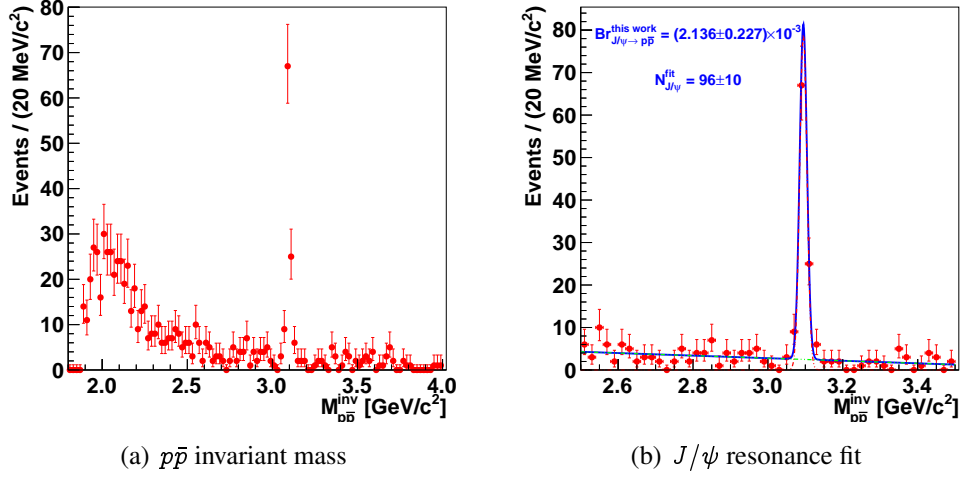 Events / (20 MeV/c²)
80
70
60
50
40
30
20
10
0
2.0 2.5 3.0 3.5 4.0
M^inv_pp̄ [GeV/c²]
(a) pp̄ invariant mass
Events / (20 MeV/c²)
80
70
60
50
40
30
20
10
0
Br^this work_J/ψ→ pp̄ = (2.136±0.227)×10⁻³
N^fit_J/ψ = 96±10
2.6 2.8 3.0 3.2 3.4
M^inv_pp̄ [GeV/c²]
(b) J/ψ resonance fit